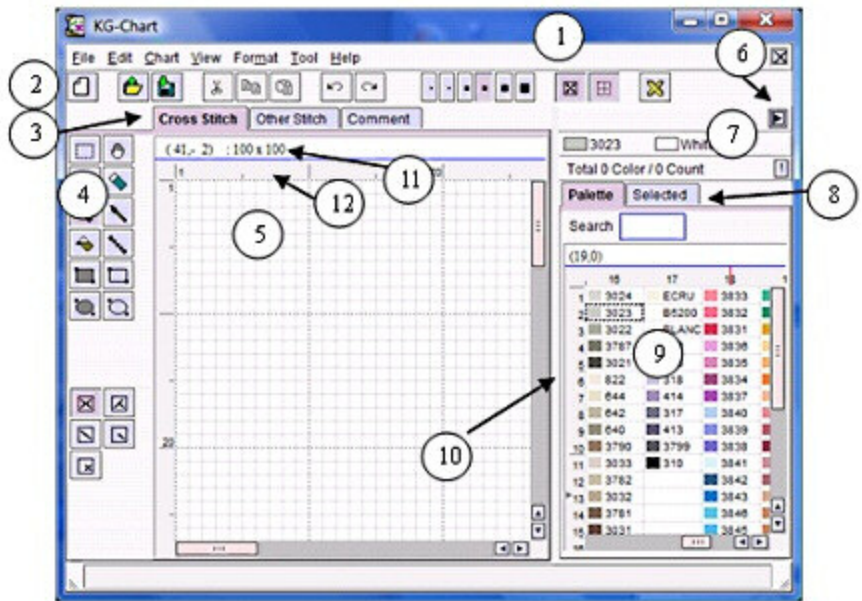 KG-Chart
1
File Edit Chart View Format Tool Help
6
2
3
Cross Stitch Other Stitch Comment
7
3023
( 41,- 2) : 100 x 100
11
Total 0 Color / 0 Count !
4
1
12
8
Palette Selected
1
5
Search
(19,0)
16 17 18 1
1 3024 ECRU 3833
2 3023 B5200 3832
3 3022 BLANC 3831
4 3787 3836
9
5 3021 3835
6 822 318 3834
7 644 414 3837
8 642 317 3840
9 640 413 3839
10
20
10 3790 3799 3838
11 3033 310 3841
12 3782 3842
13 3032 3843
14 3781 3846
15 3031 3845